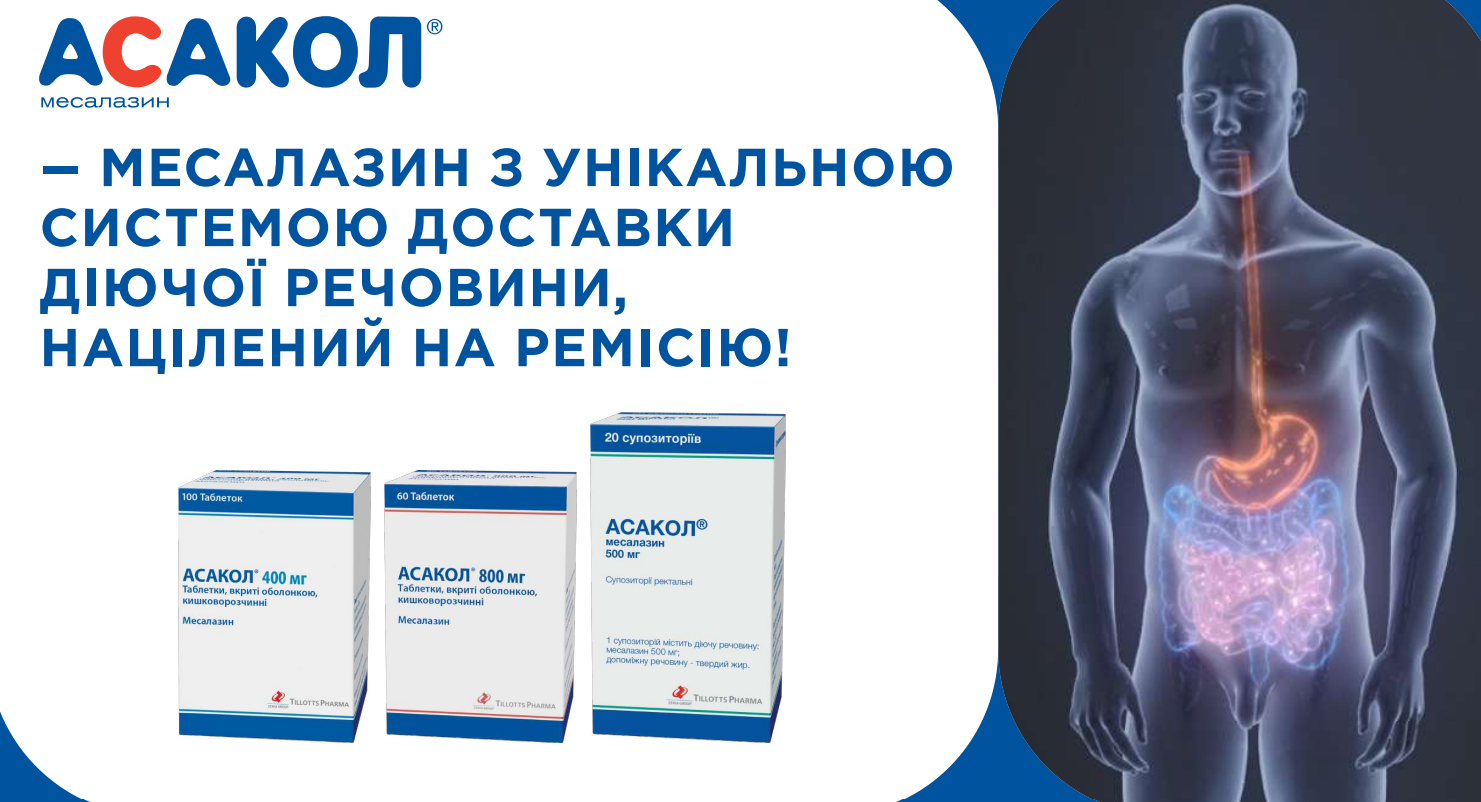 АСАКОЛ®
месалазин
– МЕСАЛАЗИН З УНІКАЛЬНОЮ
СИСТЕМОЮ ДОСТАВКИ
ДІЮЧОЇ РЕЧОВИНИ,
НАЦІЛЕНИЙ НА РЕМІСІЮ!
100 Таблеток
АСАКОЛ® 400 мг
Таблетки, вкриті оболонкою,
кишковорозчинні
Месалазин
TILLOTTS PHARMA
60 Таблеток
АСАКОЛ® 800 мг
Таблетки, вкриті оболонкою,
кишковорозчинні
Месалазин
TILLOTTS PHARMA
20 супозиторіїв
АСАКОЛ®
месалазин
500 мг
Супозиторії ректальні
1 супозиторій містить діючу речовину:
месалазин 500 мг;
допоміжну речовину - твердий жир.
TILLOTTS PHARMA